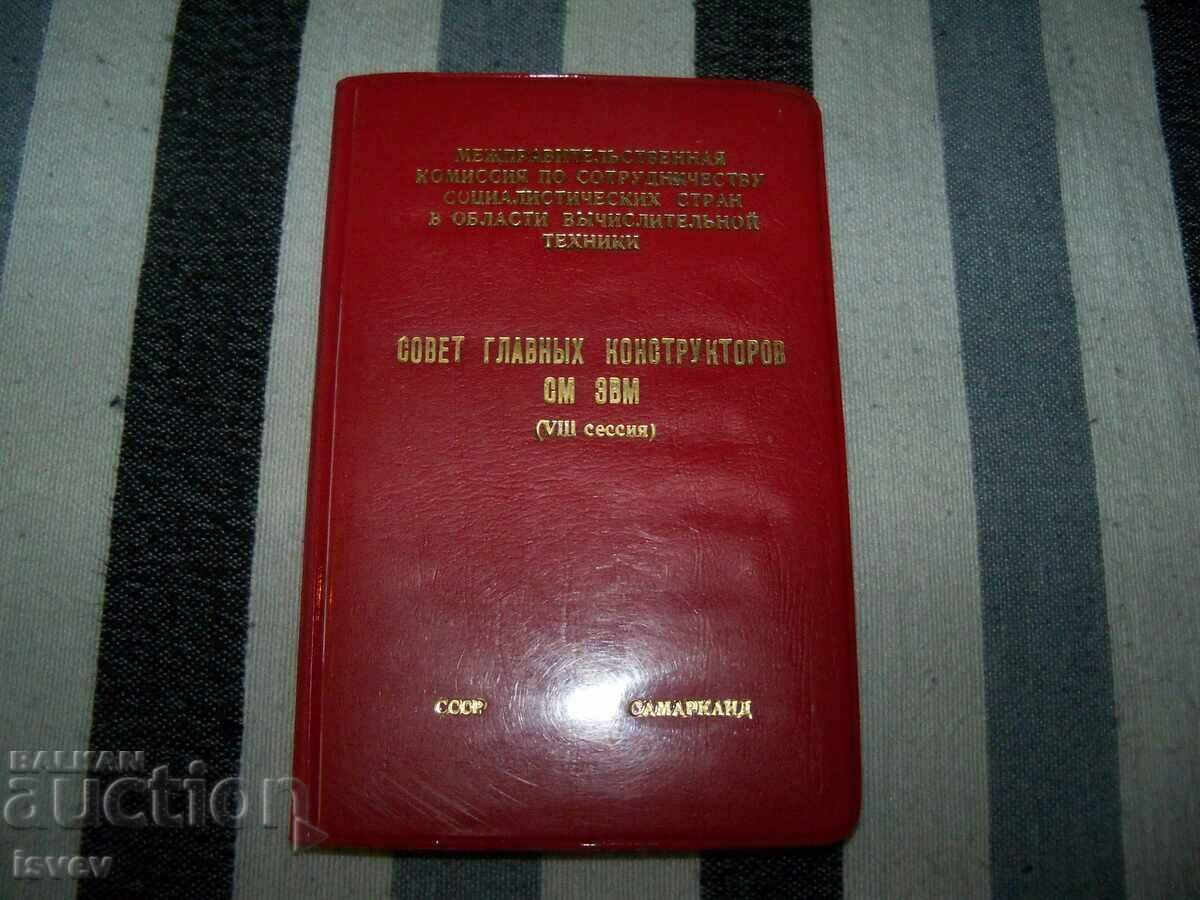 МЕЖПРАВИТЕЛЬСТВЕННАЯ
КОМИССИЯ ПО СОТРУДНИЧЕСТВУ
СОЦИАЛИСТИЧЕСКИХ СТРАН
В ОБЛАСТИ ВЫЧИСЛИТЕЛЬНОЙ
ТЕХНИКИ
СОВЕТ ГЛАВНЫХ КОНСТРУКТОРОВ
СМ ЭВМ
(VIII сессия)
СССР САМАРКАНД
BALKAN
auction
isvev